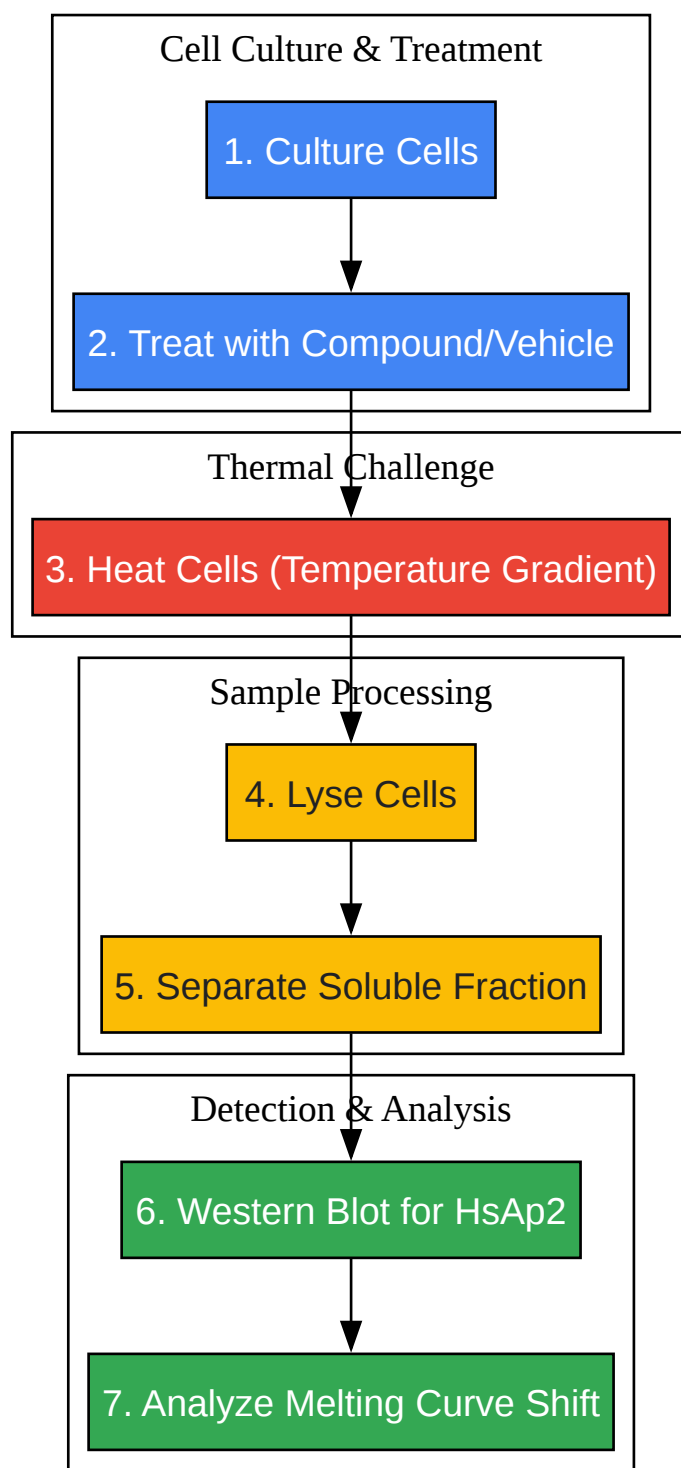 Cell Culture & Treatment
1. Culture Cells
2. Treat with Compound/Vehicle
Thermal Challenge
3. Heat Cells (Temperature Gradient)
Sample Processing
4. Lyse Cells
5. Separate Soluble Fraction
Detection & Analysis
6. Western Blot for HsAp2
7. Analyze Melting Curve Shift